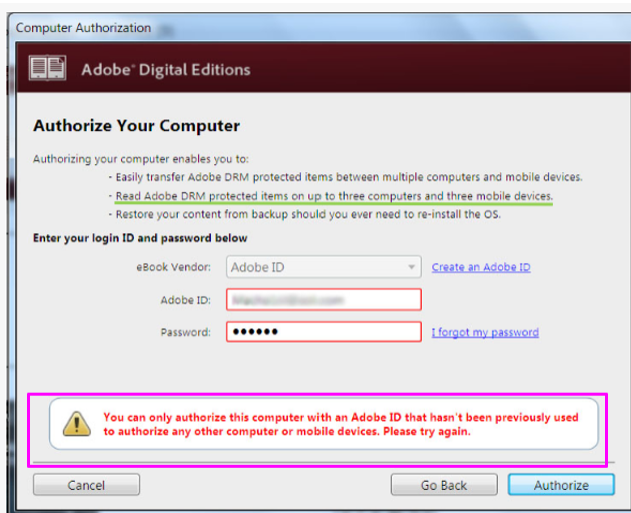 Computer Authorization
Adobe® Digital Editions
Authorize Your Computer
Authorizing your computer enables you to:
- Easily transfer Adobe DRM protected items between multiple computers and mobile devices.
- Read Adobe DRM protected items on up to three computers and three mobile devices.
- Restore your content from backup should you ever need to re-install the OS.
Enter your login ID and password below
eBook Vendor: Adobe ID Create an Adobe ID
Adobe ID:
Password: ●●●●●● I forgot my password
You can only authorize this computer with an Adobe ID that hasn't been previously used
to authorize any other computer or mobile devices. Please try again.
Cancel Go Back Authorize